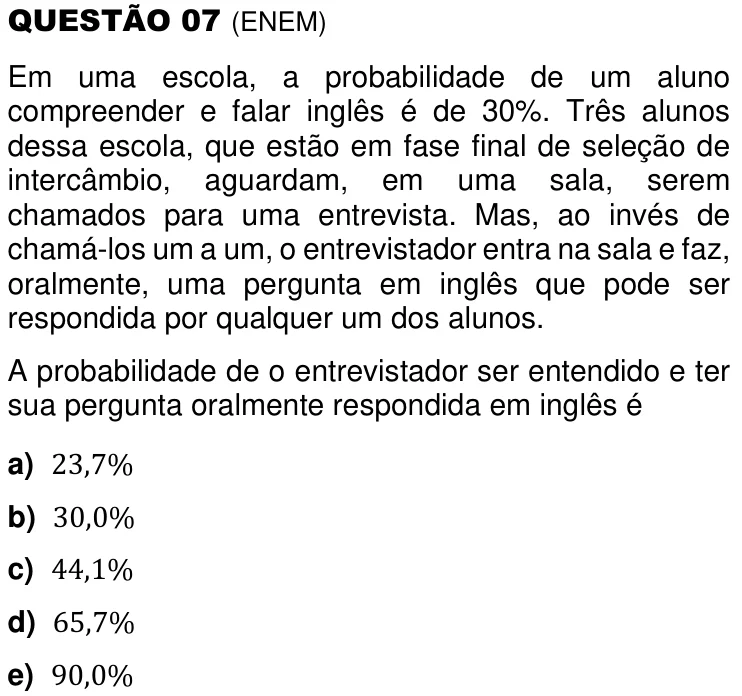 QUESTÃO 07 (ENEM)
Em uma escola, a probabilidade de um aluno
compreender e falar inglês é de 30%. Três alunos
dessa escola, que estão em fase final de seleção de
intercâmbio, aguardam, em uma sala, serem
chamados para uma entrevista. Mas, ao invés de
chamá-los um a um, o entrevistador entra na sala e faz,
oralmente, uma pergunta em inglês que pode ser
respondida por qualquer um dos alunos.
A probabilidade de o entrevistador ser entendido e ter
sua pergunta oralmente respondida em inglês é
a) 23,7%
b) 30,0%
c) 44,1%
d) 65,7%
e) 90,0%